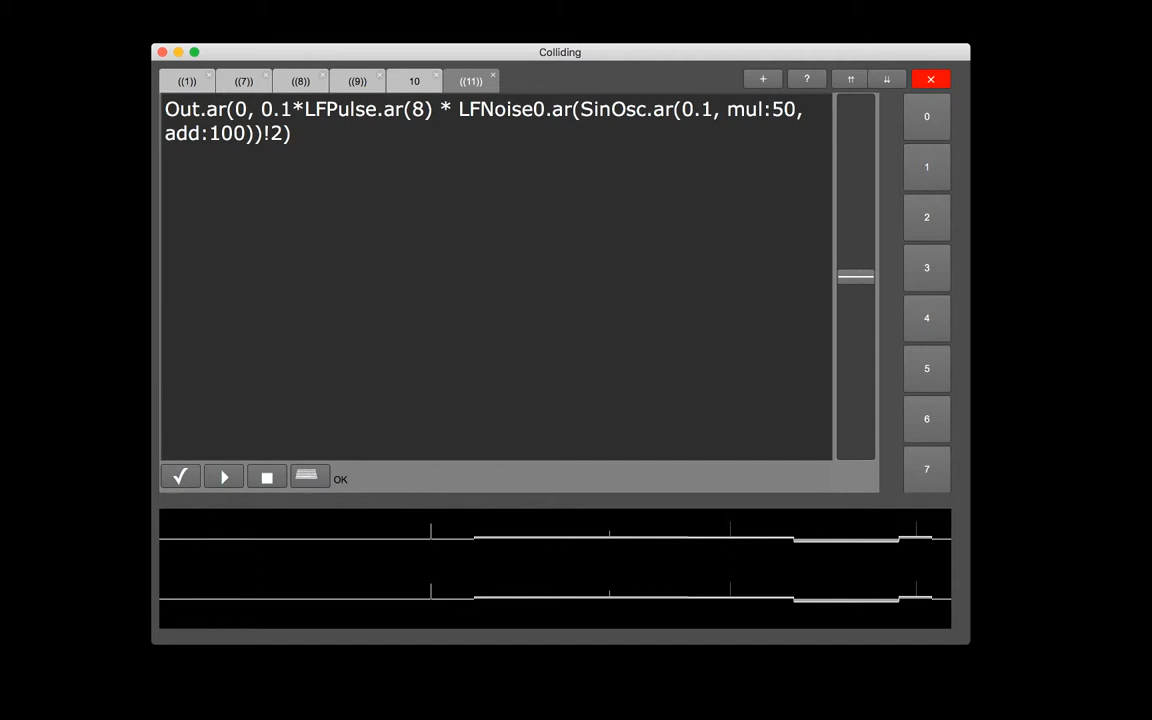 Colliding
((1)) ((7)) ((8)) ((9)) 10 ((11)) + ?
Out.ar(0, 0.1*LFPulse.ar(8) * LFNoise0.ar(SinOsc.ar(0.1, mul:50,
add:100))!2)
0
1
2
3
4
5
6
7
OK